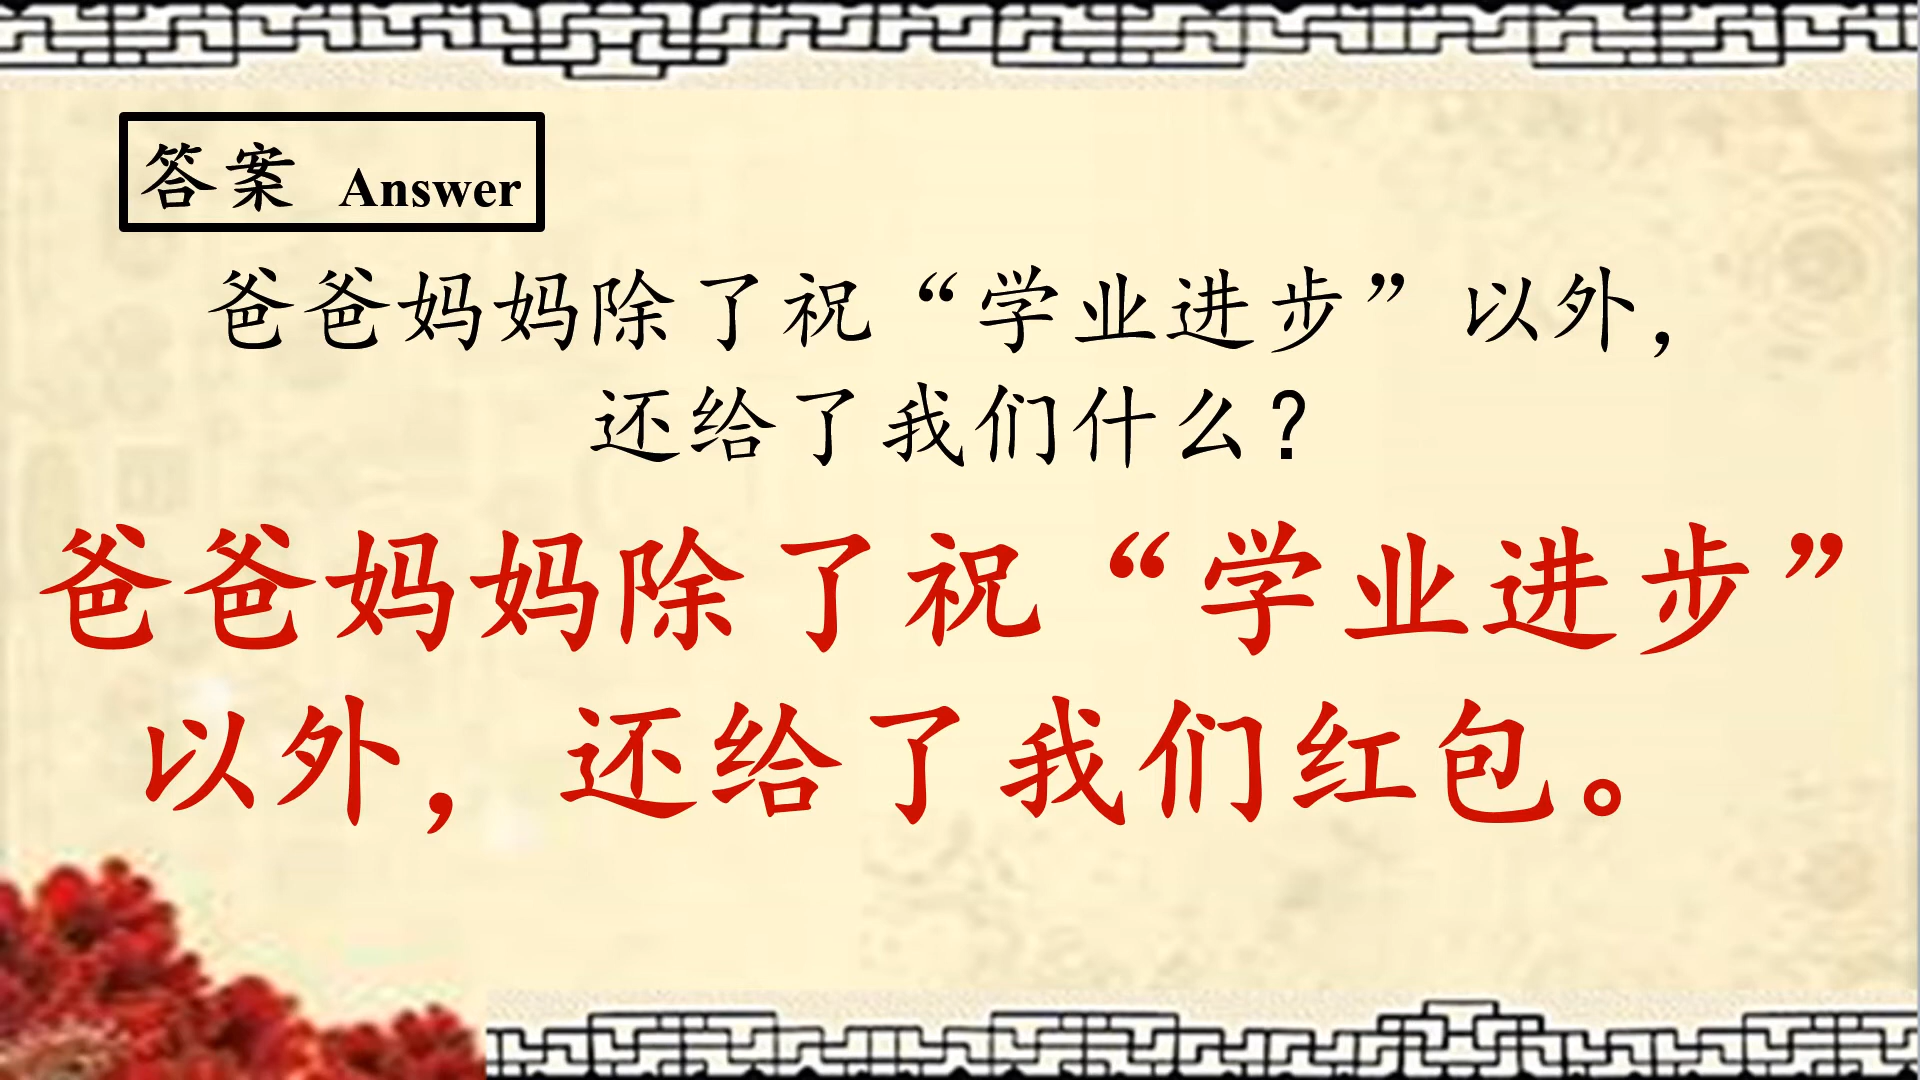 答案 Answer
爸爸妈妈除了祝“学业进步”以外，
还给了我们什么？
爸爸妈妈除了祝“学业进步”
以外，还给了我们红包。